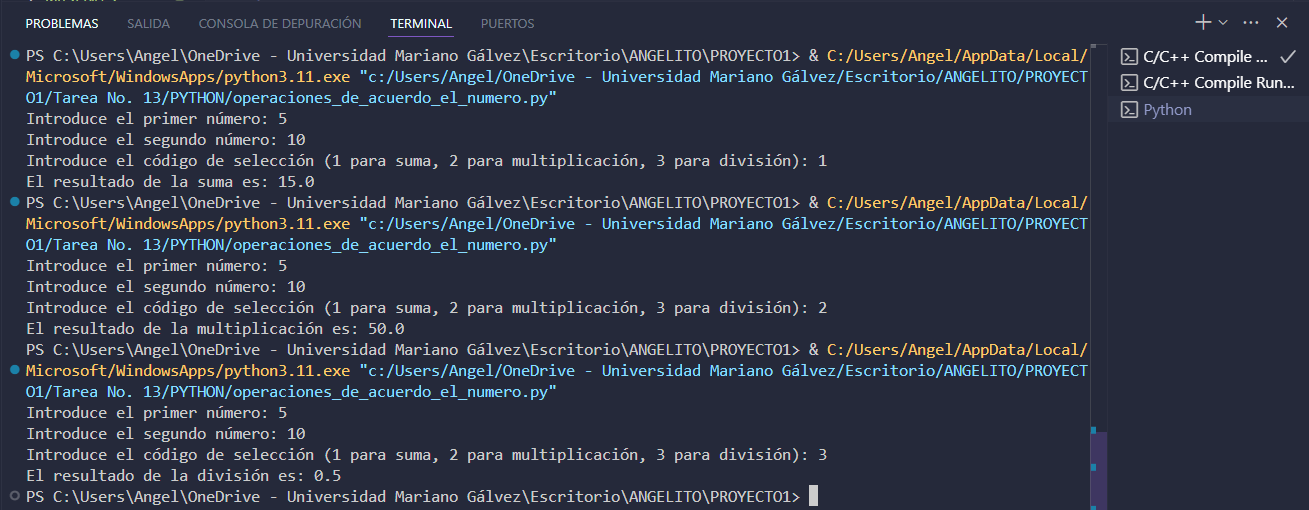 PROBLEMAS SALIDA CONSOLA DE DEPURACIÓN TERMINAL PUERTOS
PS C:\Users\Angel\OneDrive - Universidad Mariano Gálvez\Escritorio\ANGELITO\PROYECTO1> & C:/Users/Angel/AppData/Local/
Microsoft/WindowsApps/python3.11.exe "c:/Users/Angel/OneDrive - Universidad Mariano Gálvez/Escritorio/ANGELITO/PROYECT
O1/Tarea No. 13/PYTHON/operaciones_de_acuerdo_el_numero.py"
Introduce el primer número: 5
Introduce el segundo número: 10
Introduce el código de selección (1 para suma, 2 para multiplicación, 3 para división): 1
El resultado de la suma es: 15.0
PS C:\Users\Angel\OneDrive - Universidad Mariano Gálvez\Escritorio\ANGELITO\PROYECTO1> & C:/Users/Angel/AppData/Local/
Microsoft/WindowsApps/python3.11.exe "c:/Users/Angel/OneDrive - Universidad Mariano Gálvez/Escritorio/ANGELITO/PROYECT
O1/Tarea No. 13/PYTHON/operaciones_de_acuerdo_el_numero.py"
Introduce el primer número: 5
Introduce el segundo número: 10
Introduce el código de selección (1 para suma, 2 para multiplicación, 3 para división): 2
El resultado de la multiplicación es: 50.0
PS C:\Users\Angel\OneDrive - Universidad Mariano Gálvez\Escritorio\ANGELITO\PROYECTO1> & C:/Users/Angel/AppData/Local/
Microsoft/WindowsApps/python3.11.exe "c:/Users/Angel/OneDrive - Universidad Mariano Gálvez/Escritorio/ANGELITO/PROYECT
O1/Tarea No. 13/PYTHON/operaciones_de_acuerdo_el_numero.py"
Introduce el primer número: 5
Introduce el segundo número: 10
Introduce el código de selección (1 para suma, 2 para multiplicación, 3 para división): 3
El resultado de la división es: 0.5
PS C:\Users\Angel\OneDrive - Universidad Mariano Gálvez\Escritorio\ANGELITO\PROYECTO1>
C/C++ Compile ...
C/C++ Compile Run...
Python